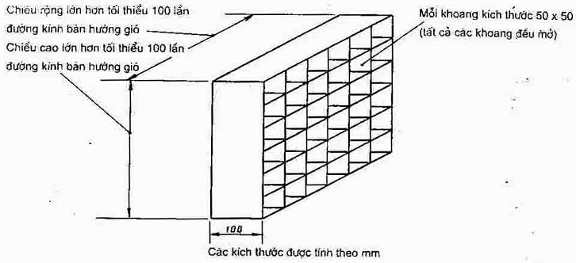 Chiều rộng lớn hơn tối thiểu 100 lần
đường kính bàn hướng gió
Chiều cao lớn hơn tối thiểu 100 lần
đường kính bàn hướng gió
Mỗi khoang kích thước 50 x 50
(tất cả các khoang đều mở)
100
Các kích thước được tính theo mm